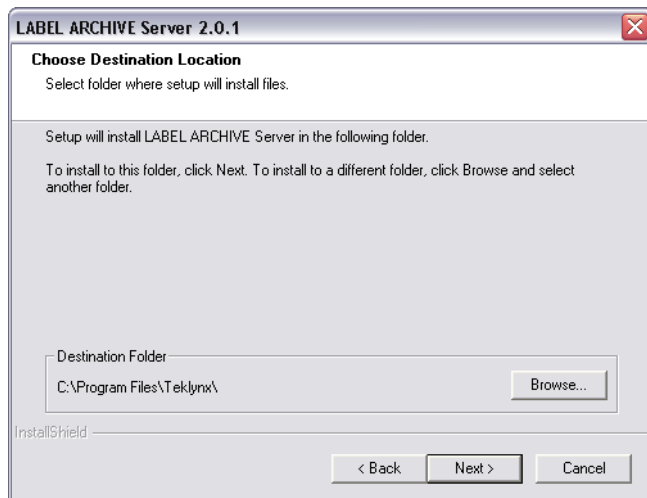 LABEL ARCHIVE Server 2.0.1
Choose Destination Location
Select folder where setup will install files.
Setup will install LABEL ARCHIVE Server in the following folder.
To install to this folder, click Next. To install to a different folder, click Browse and select
another folder.
Destination Folder
C:\Program Files\Teklynx\
Browse...
InstallShield
< Back
Next >
Cancel